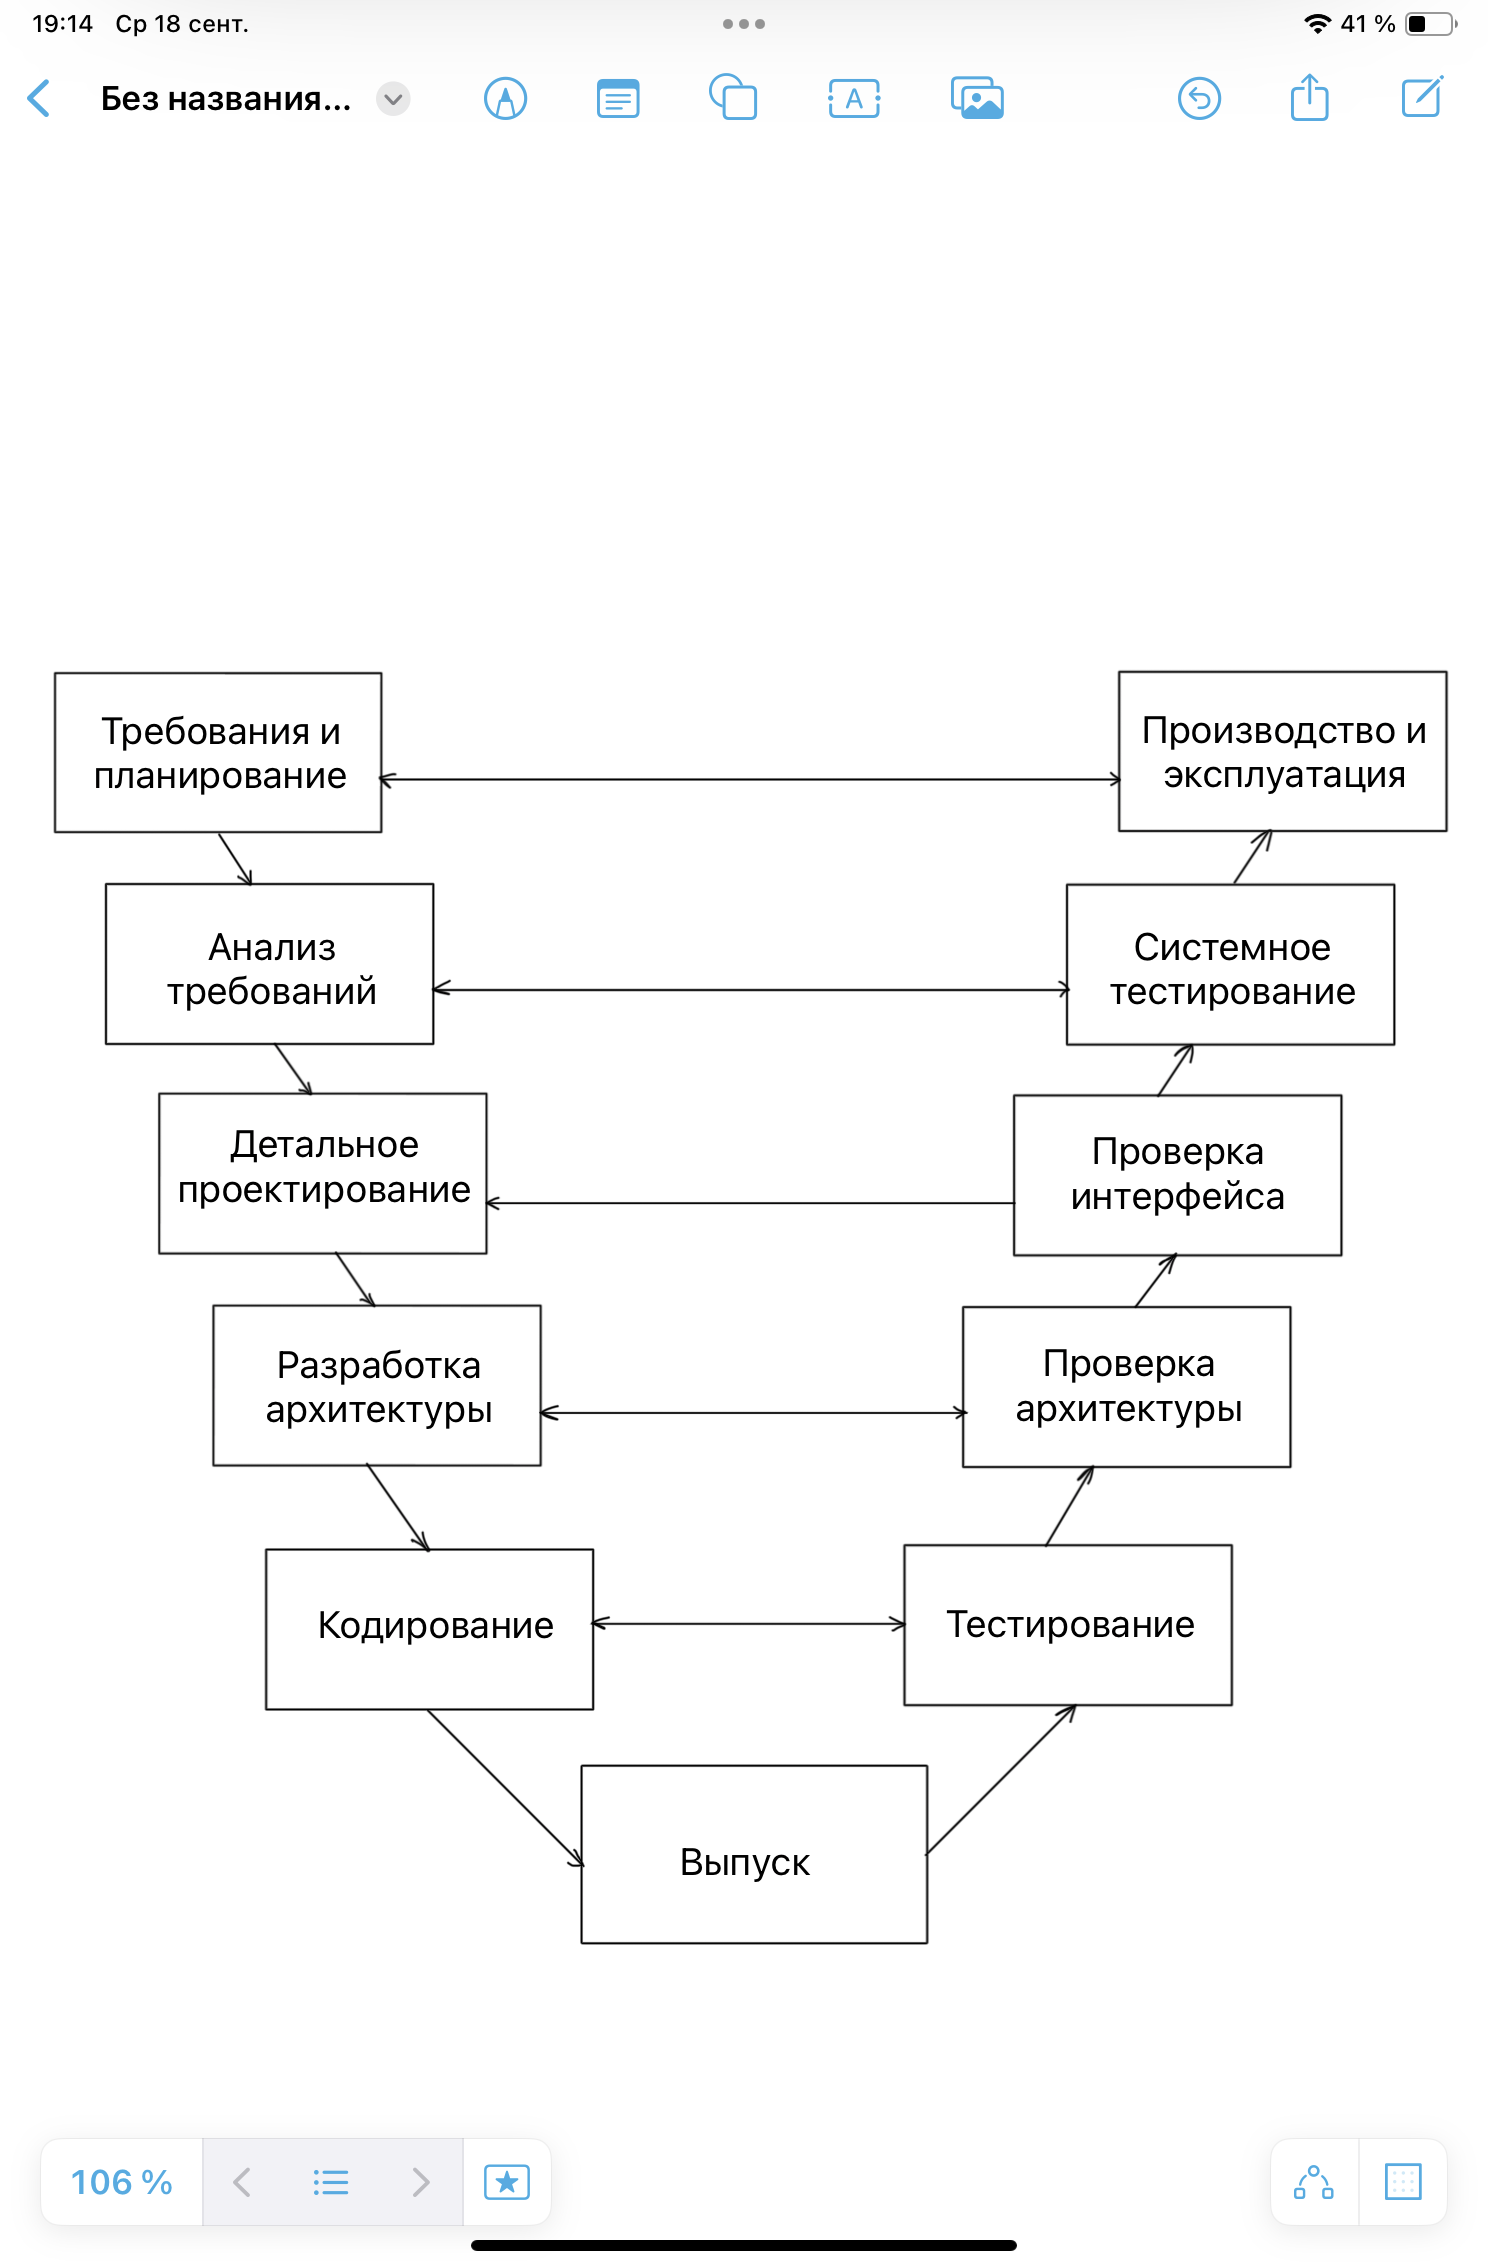 19:14 Ср 18 сент.
41 %
Без названия...
A
Требования и
планирование
Производство и
эксплуатация
Анализ
требований
Системное
тестирование
Детальное
проектирование
Проверка
интерфейса
Разработка
архитектуры
Проверка
архитектуры
Кодирование
Тестирование
Выпуск
106 %